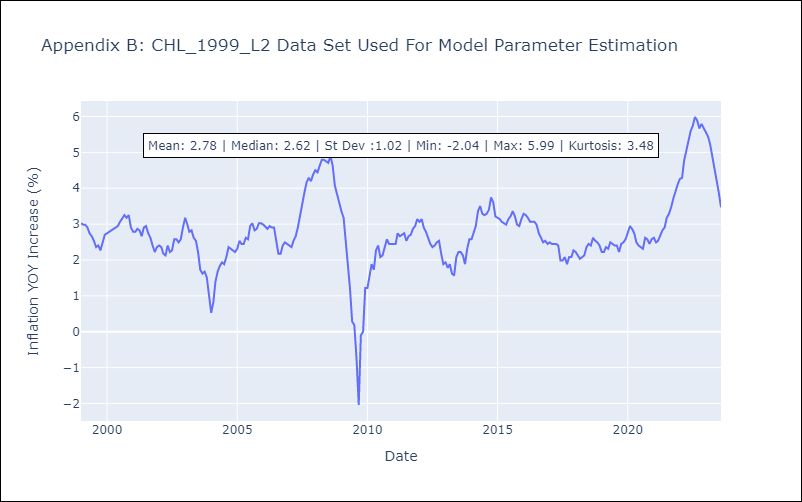 Appendix B: CHL_1999_L2 Data Set Used For Model Parameter Estimation
Mean: 2.78 | Median: 2.62 | St Dev :1.02 | Min: -2.04 | Max: 5.99 | Kurtosis: 3.48
Inflation YOY Increase (%)
6
5
4
3
2
1
0
−1
−2
2000 2005 2010 2015 2020
Date